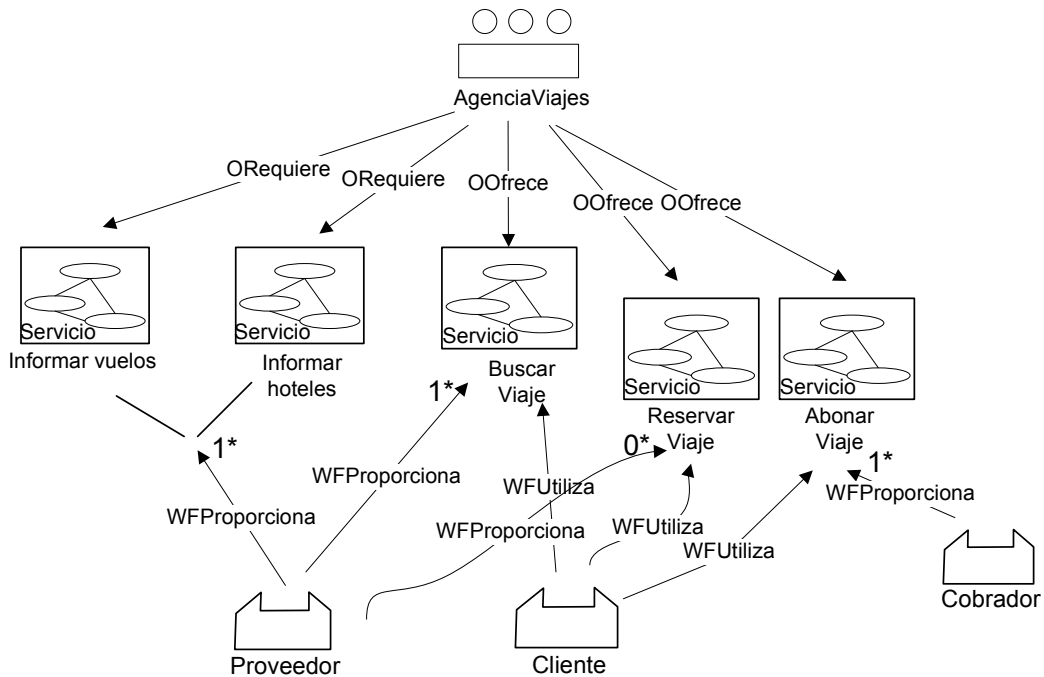 AgenciaViajes
ORequiere
ORequiere
OOfrece
OOfrece OOfrece
Servicio
Informar vuelos
Servicio
Informar
hoteles
Servicio
Buscar
Viaje
Servicio
Reservar
Viaje
Servicio
Abonar
Viaje
1*
1*
0*
1*
WFProporciona
WFProporciona
WFProporciona
WFUtiliza
WFUtiliza
WFUtiliza
WFProporciona
Proveedor
Cliente
Cobrador